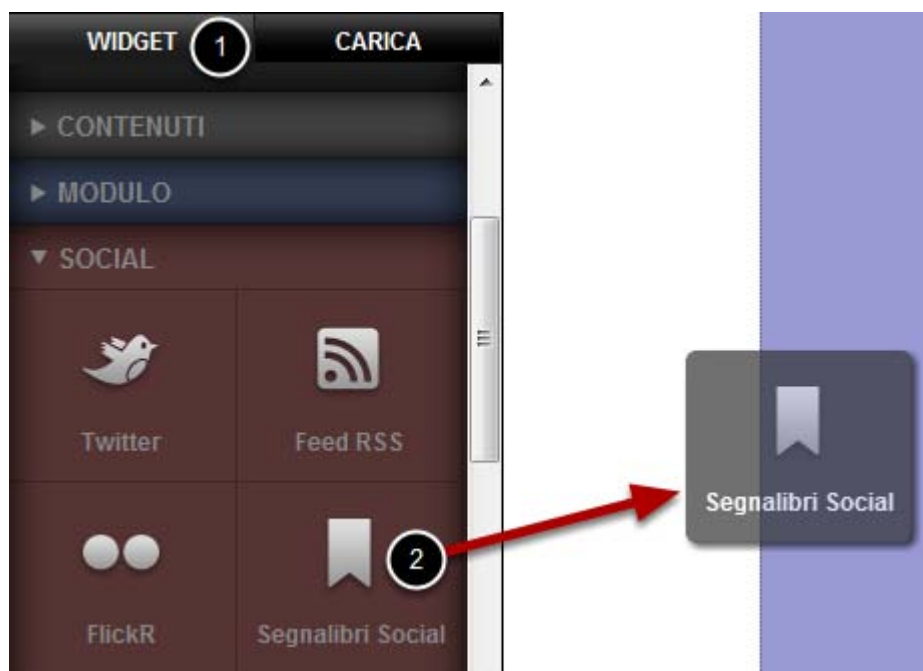 WIDGET 1 CARICA
CONTENUTI
MODULO
SOCIAL
Twitter Feed RSS
Segnalibri Social
2
FlickR Segnalibri Social